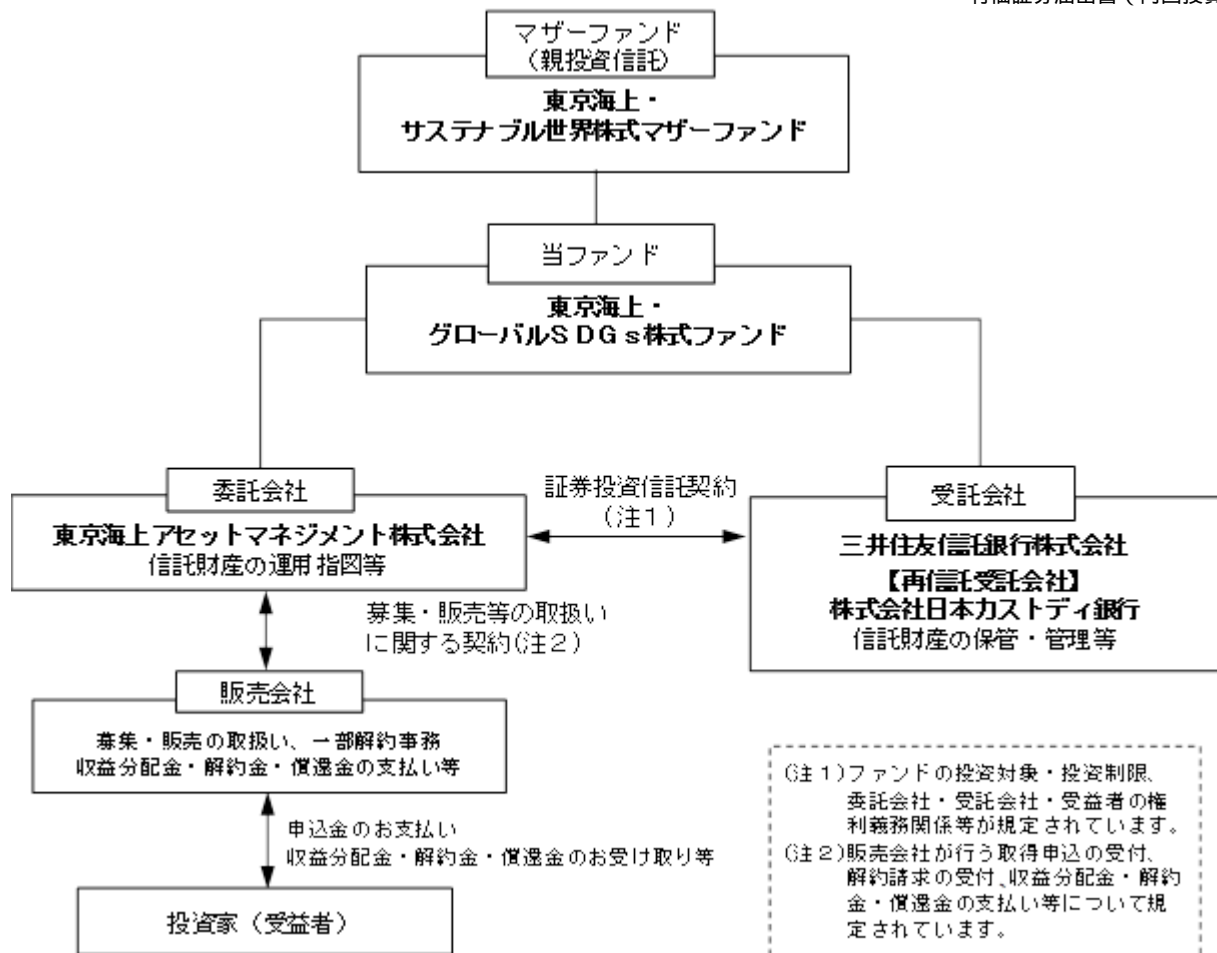 マザーファンド
(親投資信託)
東京海上・
サステナブル世界株式マザーファンド
当ファンド
東京海上・
グローバルSDGs株式ファンド
委託会社
東京海上アセットマネジメント株式会社
信託財産の運用指図等
証券投資信託契約
(注1)
受託会社
三井住友信託銀行株式会社
【再信託受託会社】
株式会社日本カストディ銀行
信託財産の保管・管理等
募集・販売等の取扱い
に関する契約(注2)
販売会社
募集・販売の取扱い、一部解約事務
収益分配金・解約金・償還金の支払い等
申込金のお支払い
収益分配金・解約金・償還金のお受け取り等
投資家(受益者)
(注1)ファンドの投資対象・投資制限、
委託会社・受託会社・受益者の権
利義務関係等が規定されています。
(注2)販売会社が行う取得申込の受付、
解約請求の受付、収益分配金・解約
金・償還金の支払い等について規
定されています。